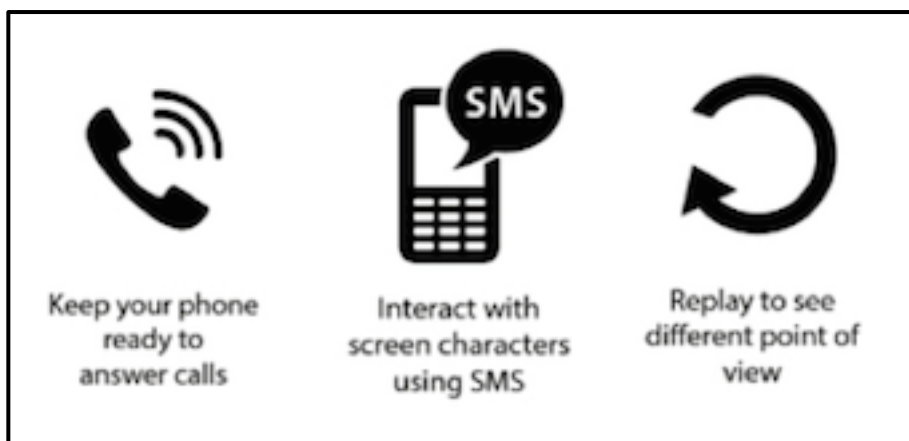 SMS
Keep your phone
ready to
answer calls
Interact with
screen characters
using SMS
Replay to see
different point of
view